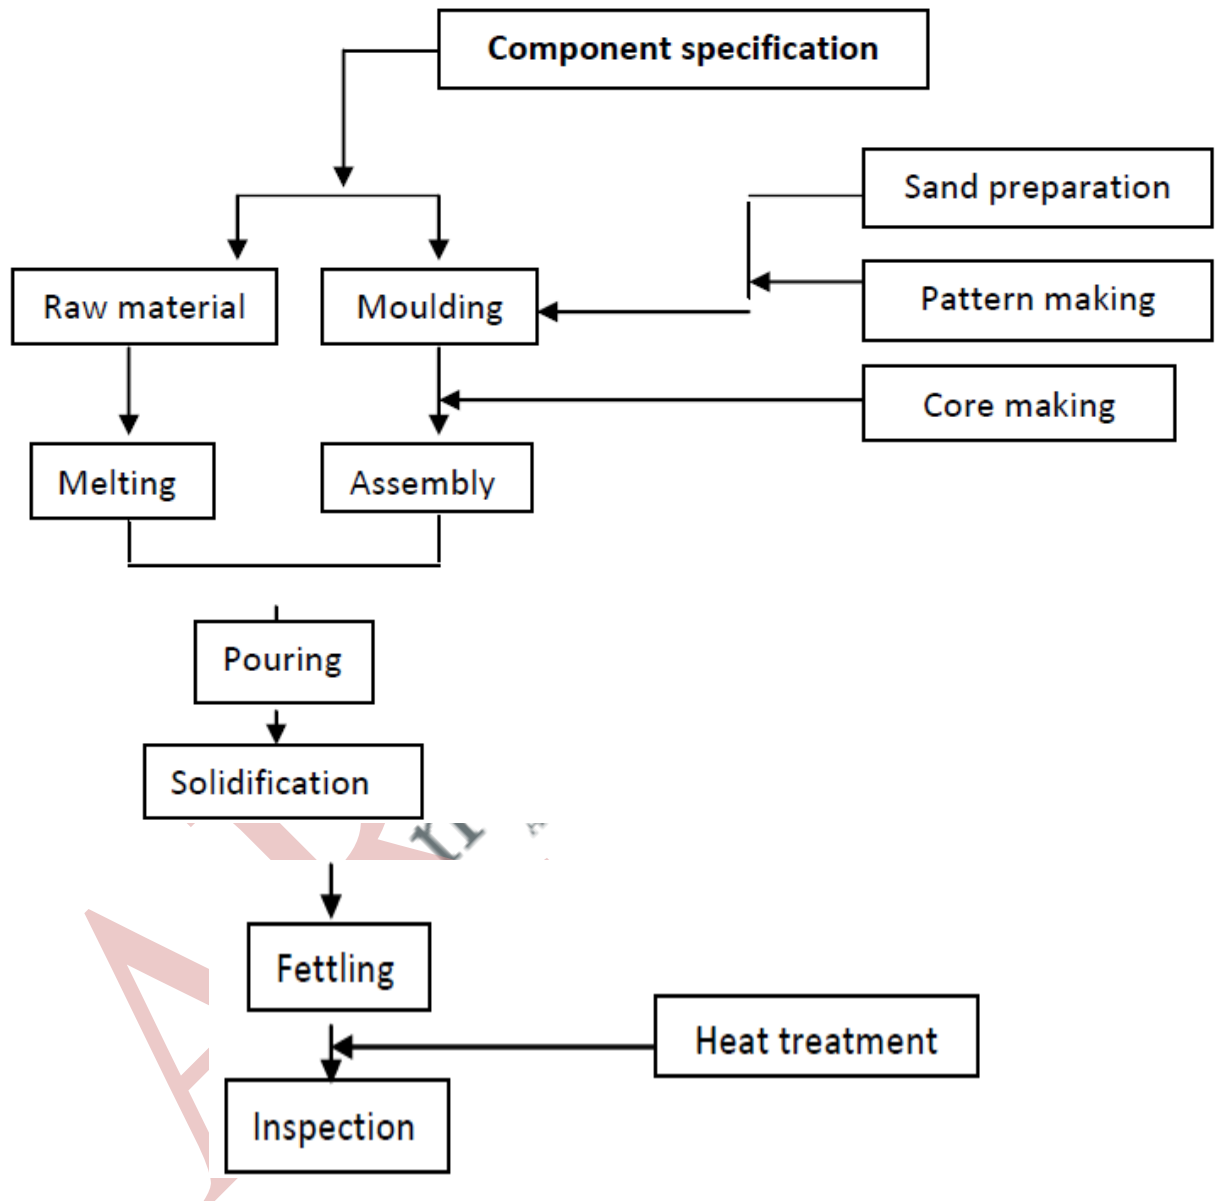 Component specification
Sand preparation
Raw material
Moulding
Pattern making
Core making
Melting
Assembly
Pouring
Solidification
Fettling
Heat treatment
Inspection